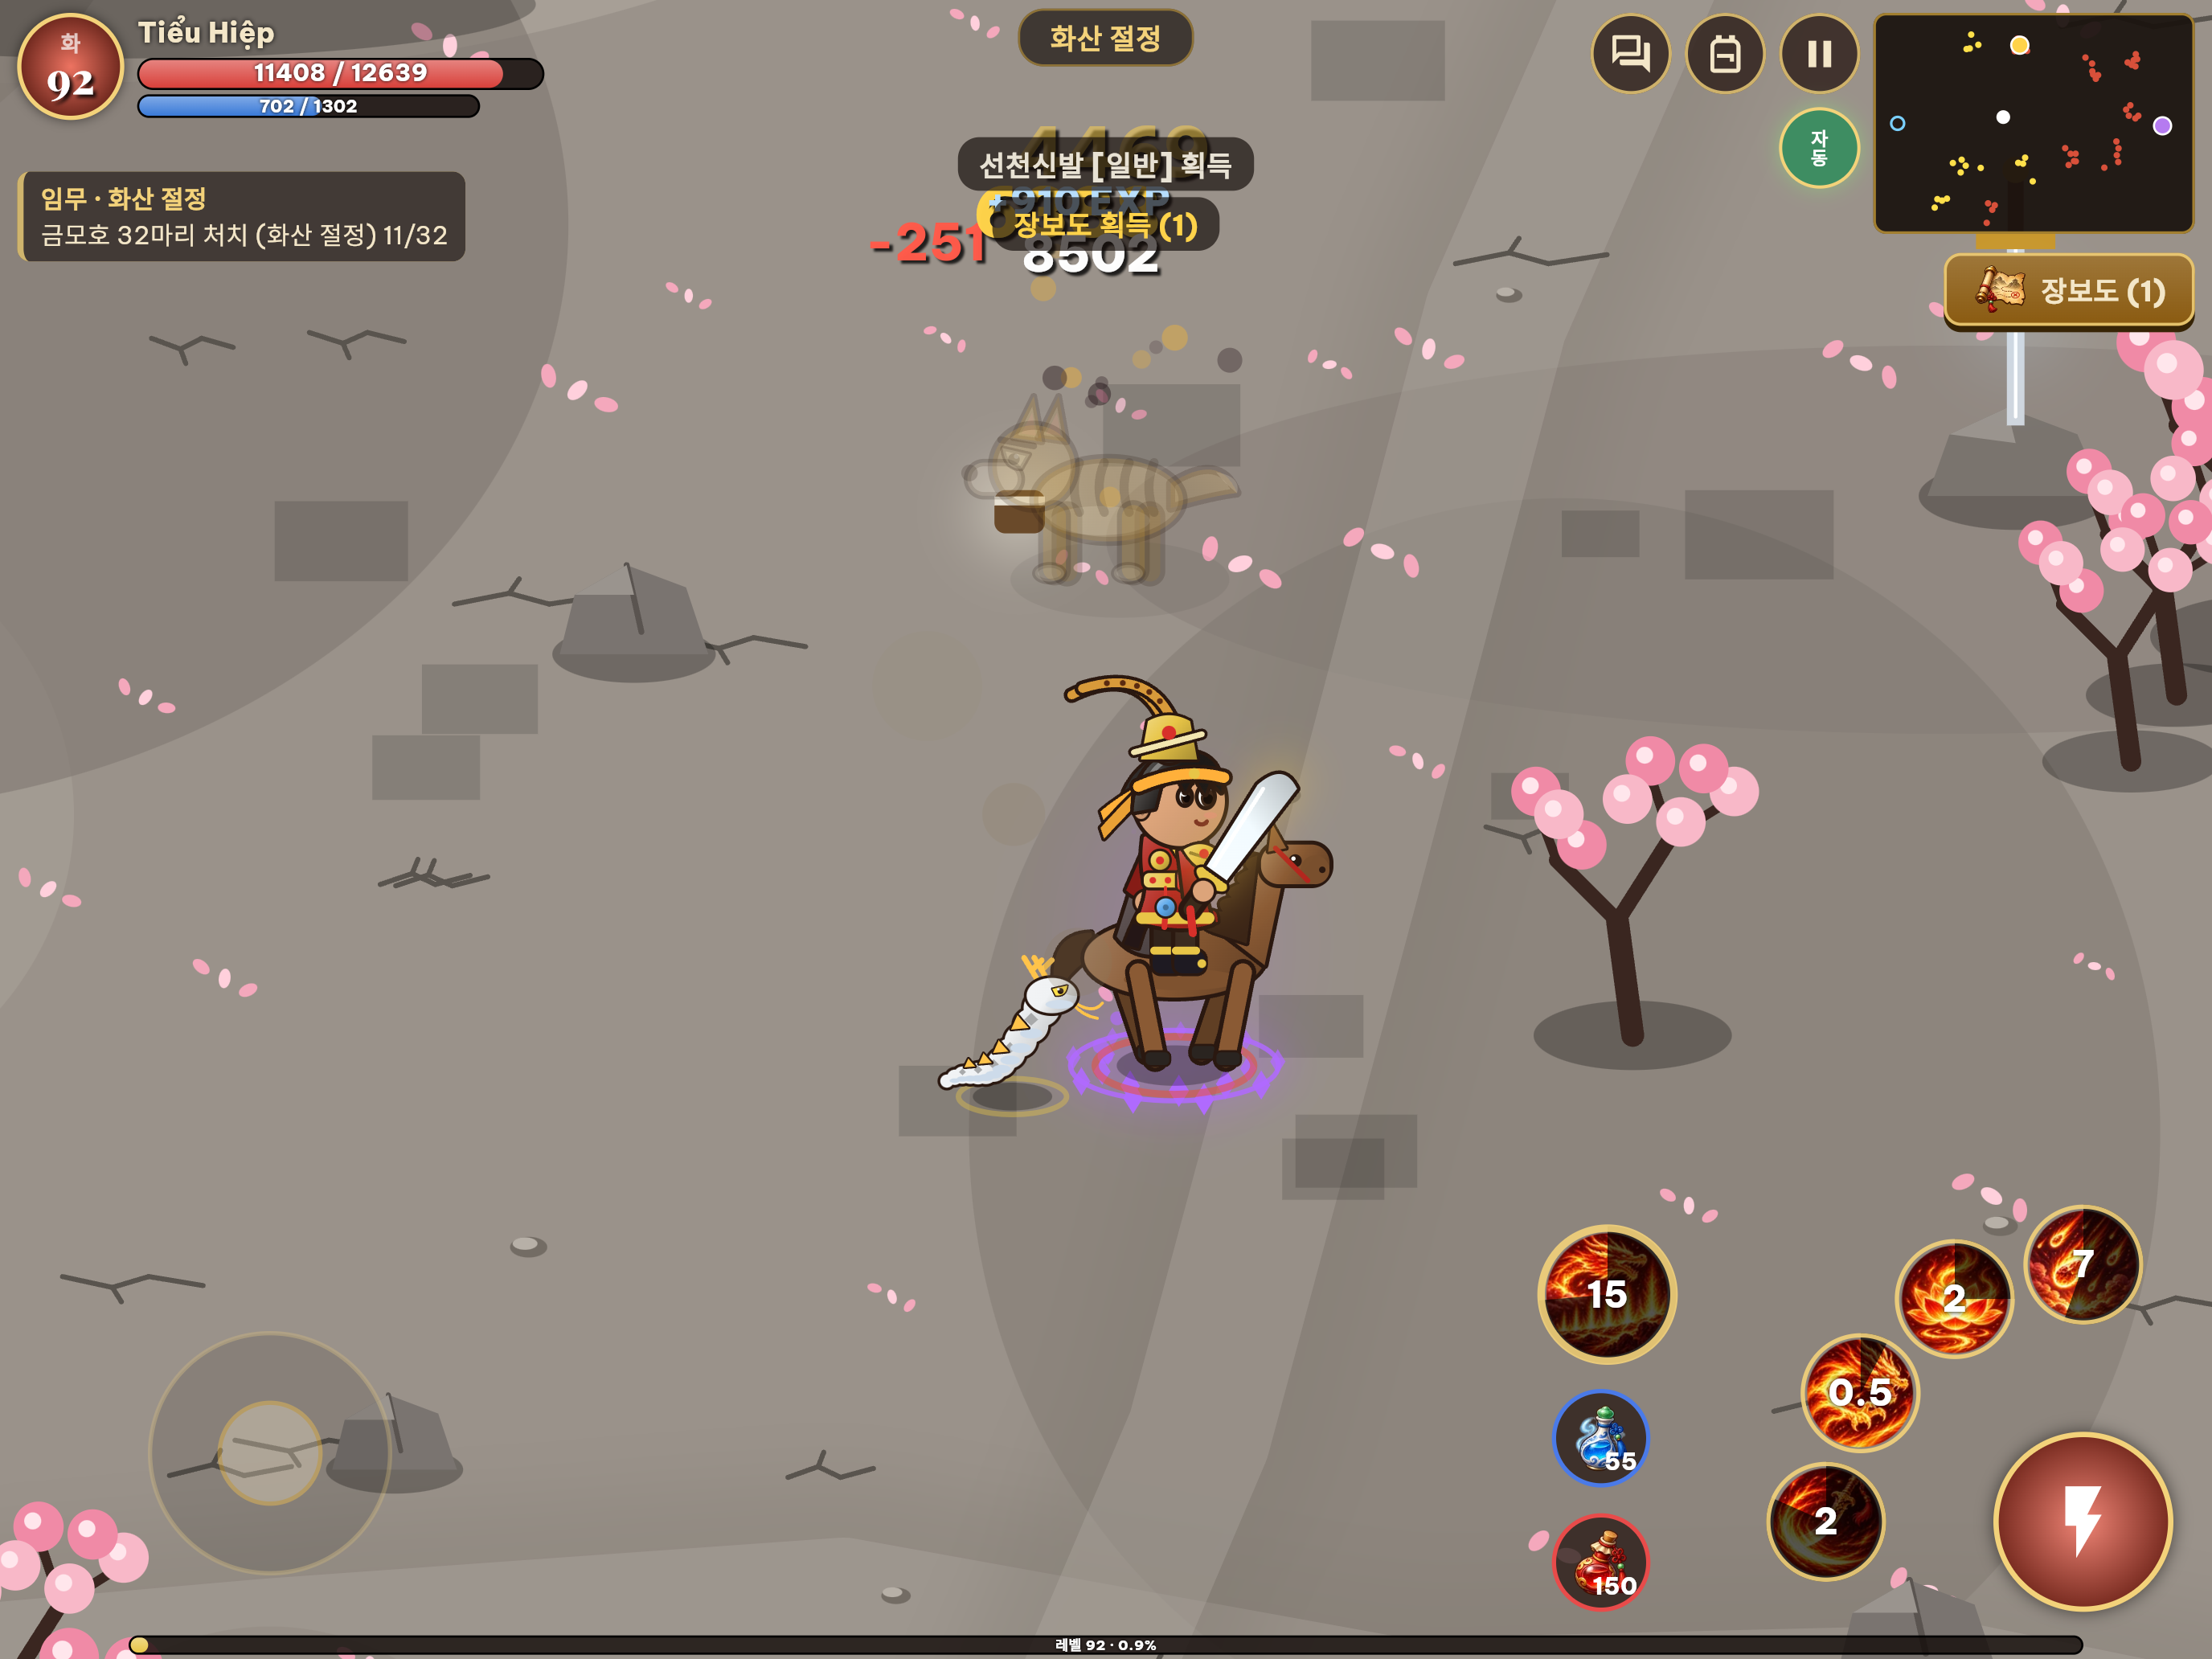 화
92
Tiểu Hiệp
11408 / 12639
702 / 1302
화산 절정
자동
임무 · 화산 절정
금모호 32마리 처치 (화산 절정) 11/32
4469
선천신발 [일반] 획득
+910 EXP
장보도 획득 (1)
-251
8502
장보도 (1)
15
2
7
0.5
55
2
150
레벨 92 · 0.9%